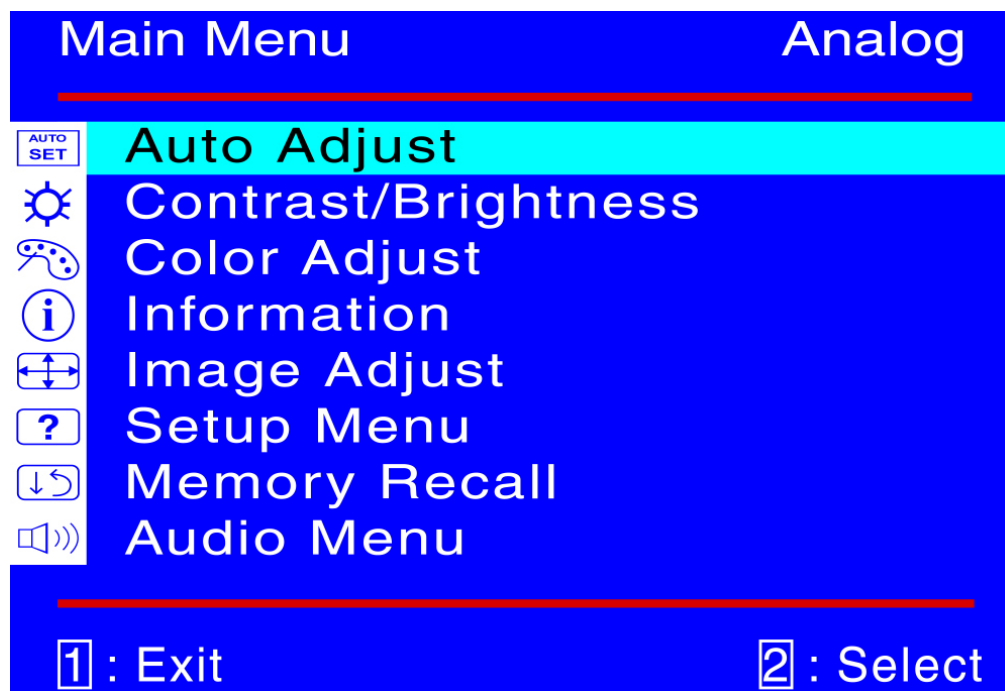 Main Menu Analog
AUTO SET Auto Adjust
Contrast/Brightness
Color Adjust
i Information
Image Adjust
? Setup Menu
Memory Recall
Audio Menu
1 : Exit 2 : Select